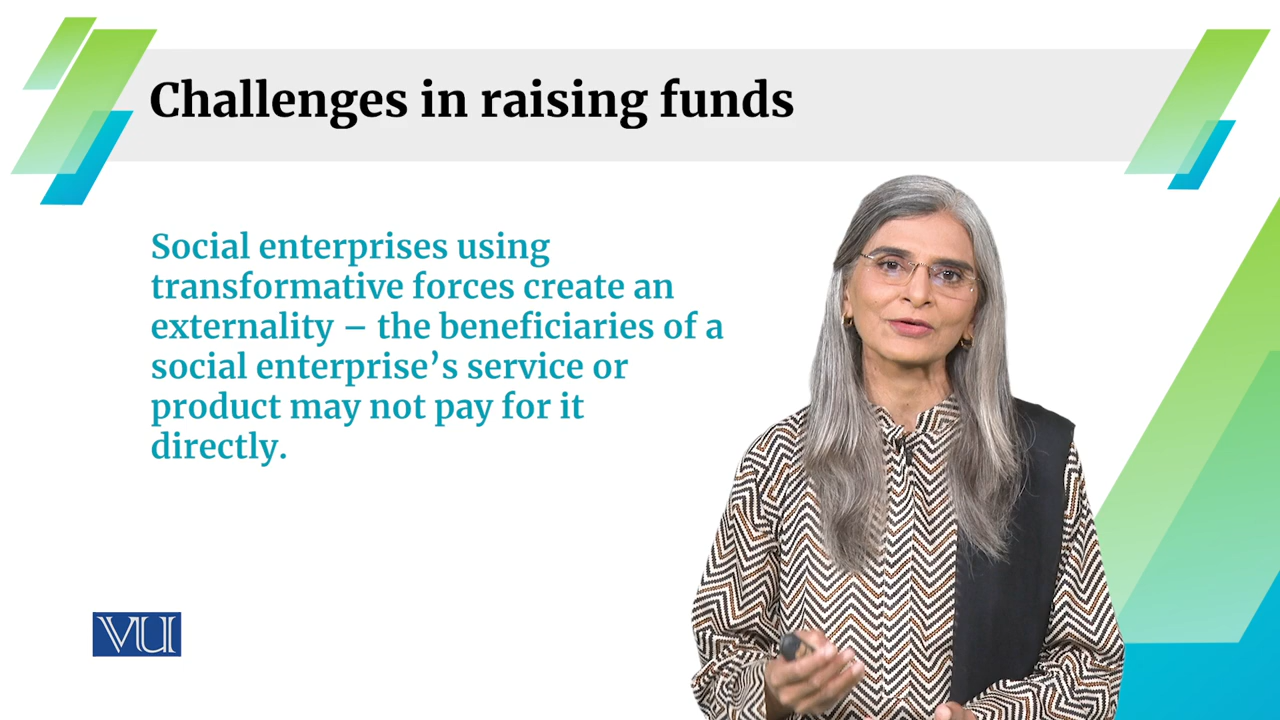 Challenges in raising funds
Social enterprises using
transformative forces create an
externality – the beneficiaries of a
social enterprise’s service or
product may not pay for it
directly.
VU